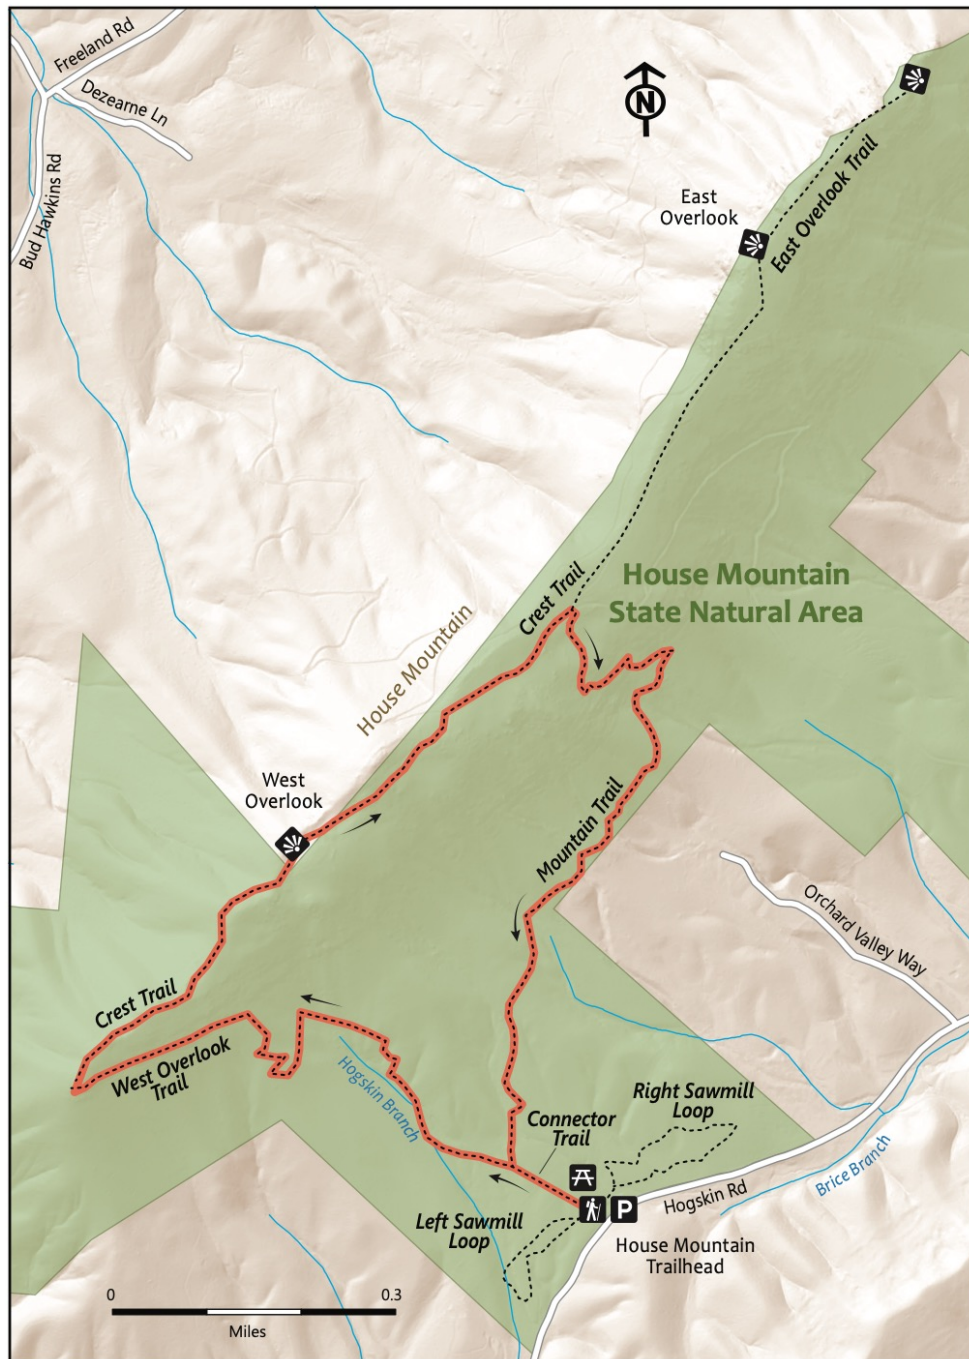 Freeland Rd
Dezearne Ln
Bud Hawkins Rd
N
East
Overlook
East Overlook Trail
House Mountain
State Natural Area
Crest Trail
House Mountain
West
Overlook
Mountain Trail
Orchard Valley Way
Crest Trail
West Overlook
Trail
Hogskin Branch
Connector
Trail
Right Sawmill
Loop
Brice Branch
Hogskin Rd
P
Left Sawmill
Loop
House Mountain
Trailhead
0
0.3
Miles